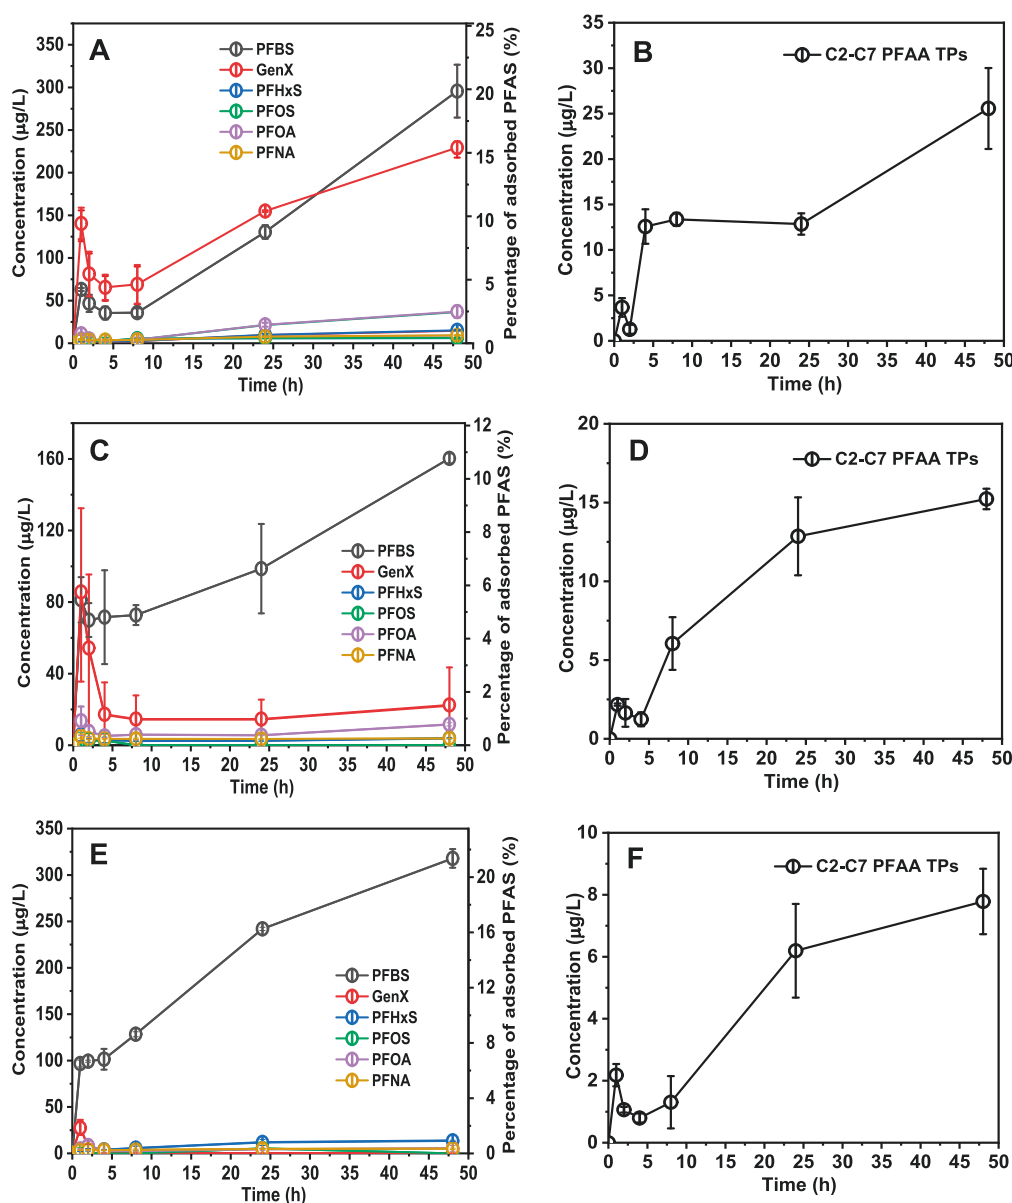 A
PFBS
GenX
PFHxS
PFOS
PFOA
PFNA
350
300
250
200
150
100
50
0
25
20
15
10
5
0
0 5 10 15 20 25 30 35 40 45 50
Concentration (µg/L)
Percentage of adsorbed PFAS (%)
Time (h)
B
C2-C7 PFAA TPs
35
30
25
20
15
10
5
0
0 5 10 15 20 25 30 35 40 45 50
Concentration (µg/L)
Time (h)
C
PFBS
GenX
PFHxS
PFOS
PFOA
PFNA
160
120
80
40
0
12
10
8
6
4
2
0
0 5 10 15 20 25 30 35 40 45 50
Concentration (µg/L)
Percentage of adsorbed PFAS (%)
Time (h)
D
C2-C7 PFAA TPs
20
15
10
5
0
0 5 10 15 20 25 30 35 40 45 50
Concentration (µg/L)
Time (h)
E
PFBS
GenX
PFHxS
PFOS
PFOA
PFNA
350
300
250
200
150
100
50
0
20
16
12
8
4
0
0 5 10 15 20 25 30 35 40 45 50
Concentration (µg/L)
Percentage of adsorbed PFAS (%)
Time (h)
F
C2-C7 PFAA TPs
10
8
6
4
2
0
0 5 10 15 20 25 30 35 40 45 50
Concentration (µg/L)
Time (h)